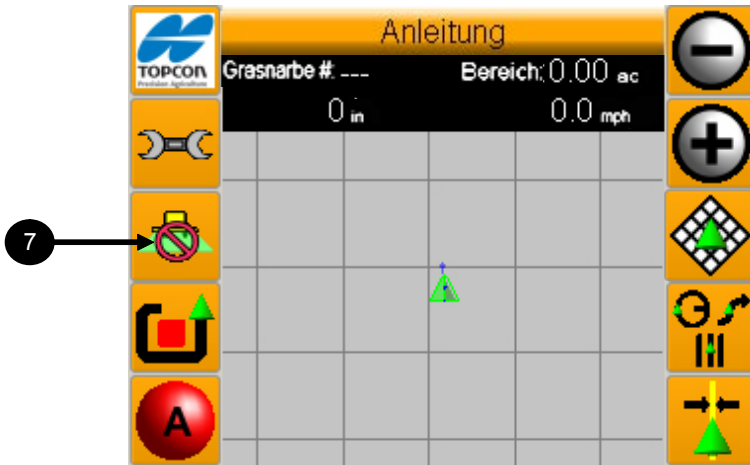 Anleitung
TOPCON
Precision Agriculture
Grasnarbe #: ---
Bereich: 0.00 ac
0 in
0.0 mph
7
A